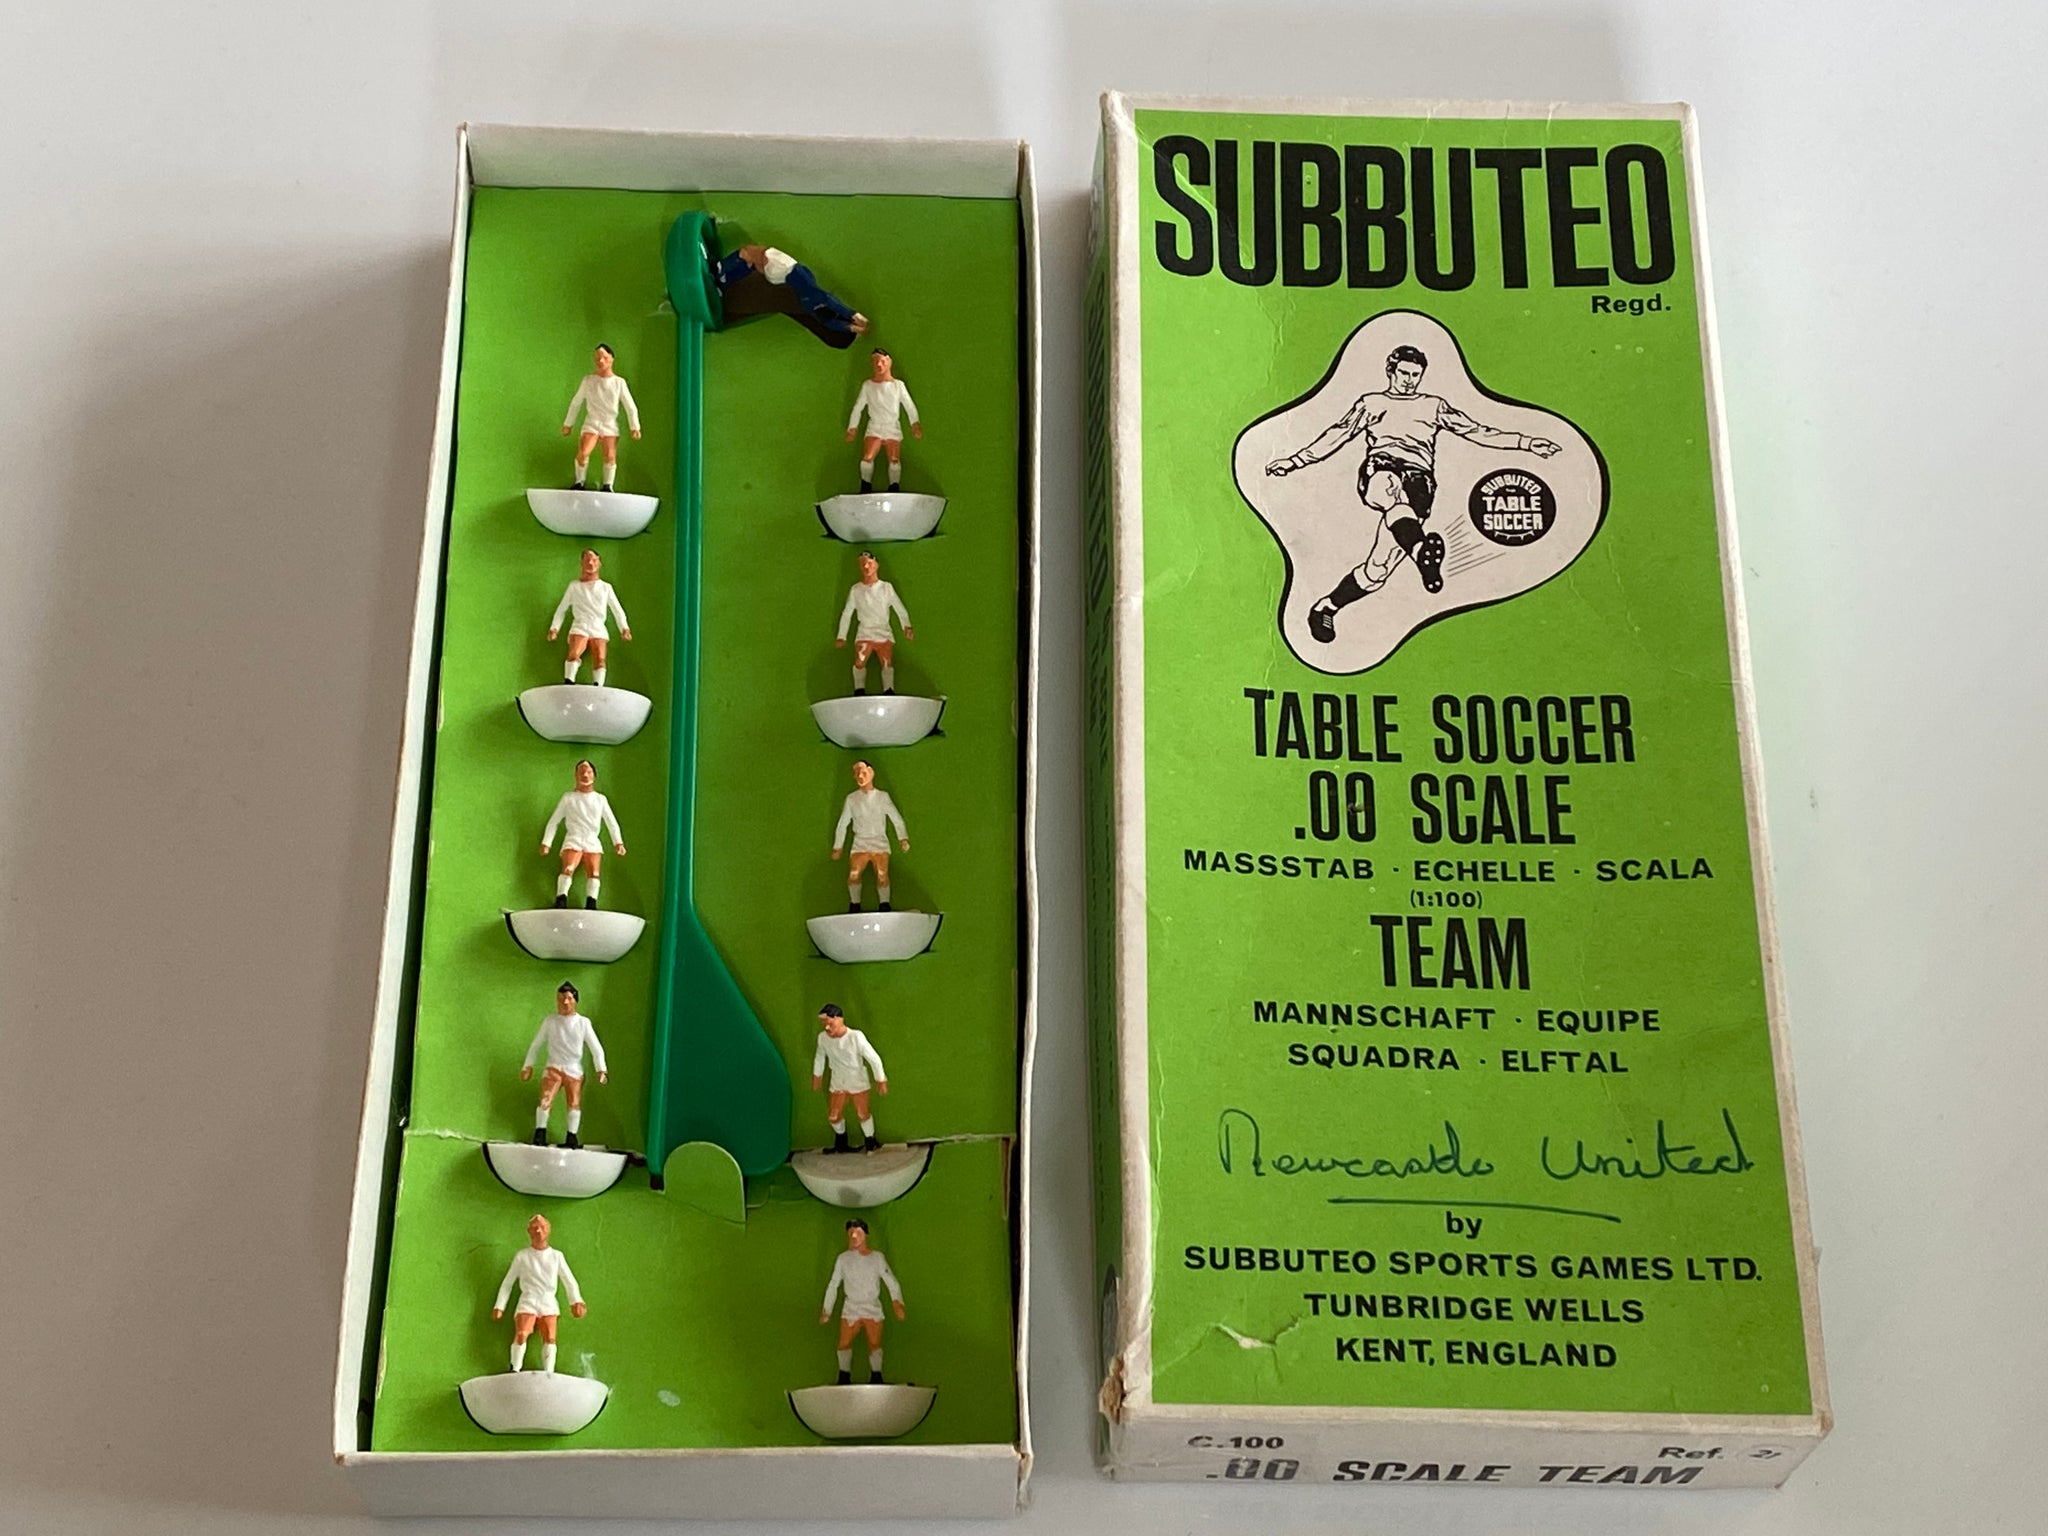 SUBBUTEO
Regd.
SUBBUTEO
TABLE
SOCCER
TABLE SOCCER
.00 SCALE
MASSSTAB · ECHELLE · SCALA
(1:100)
TEAM
MANNSCHAFT · EQUIPE
SQUADRA · ELFTAL
Newcastle United
by
SUBBUTEO SPORTS GAMES LTD.
TUNBRIDGE WELLS
KENT, ENGLAND
C.100
Ref.
.00 SCALE TEAM